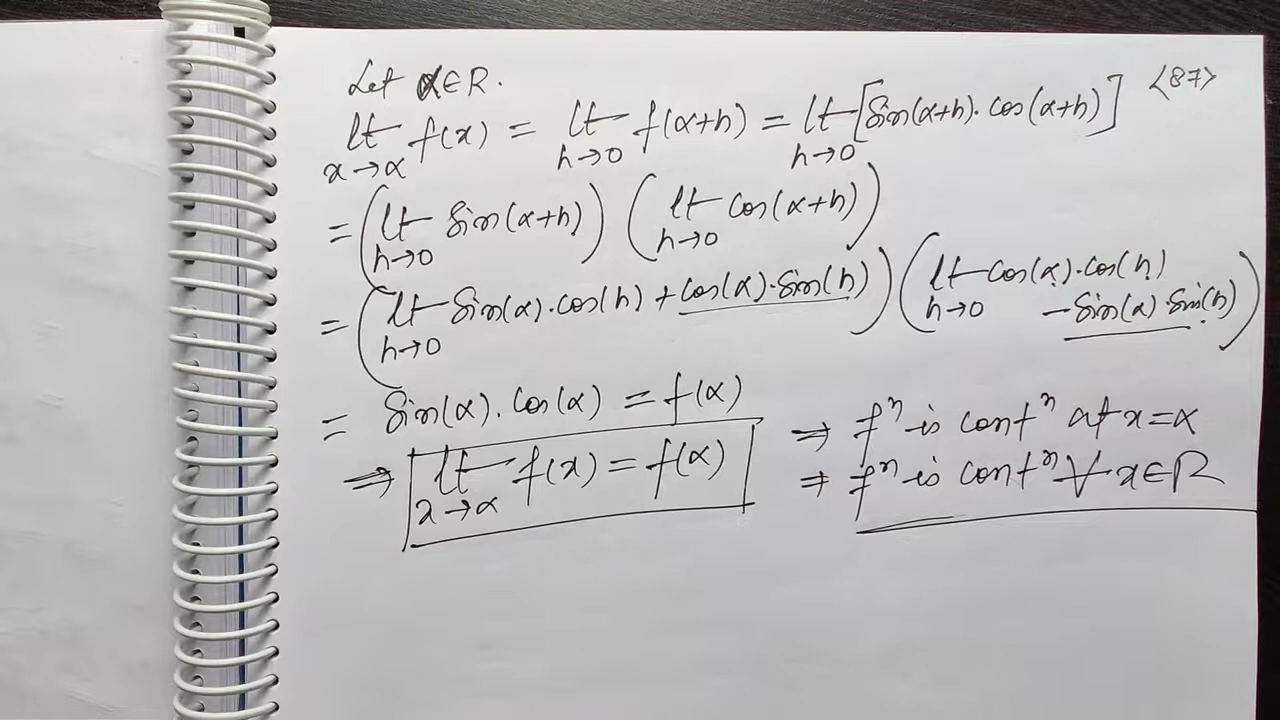 Let α∈R.
<87>
lt x→α f(x) = lt h→0 f(α+h) = lt h→0 [Sin(α+h)·cos(α+h)]
= (lt h→0 Sin(α+h)) (lt h→0 cos(α+h))
= (lt h→0 Sin(α)·cos(h) + cos(α)·Sin(h)) (lt h→0 cos(α)·cos(h) - Sin(α)·Sin(h))
= Sin(α)·cos(α) = f(α)
⇒ lt x→α f(x) = f(α)
⇒ fⁿ is contⁿ at x=α
⇒ fⁿ is contⁿ ∀ x∈R